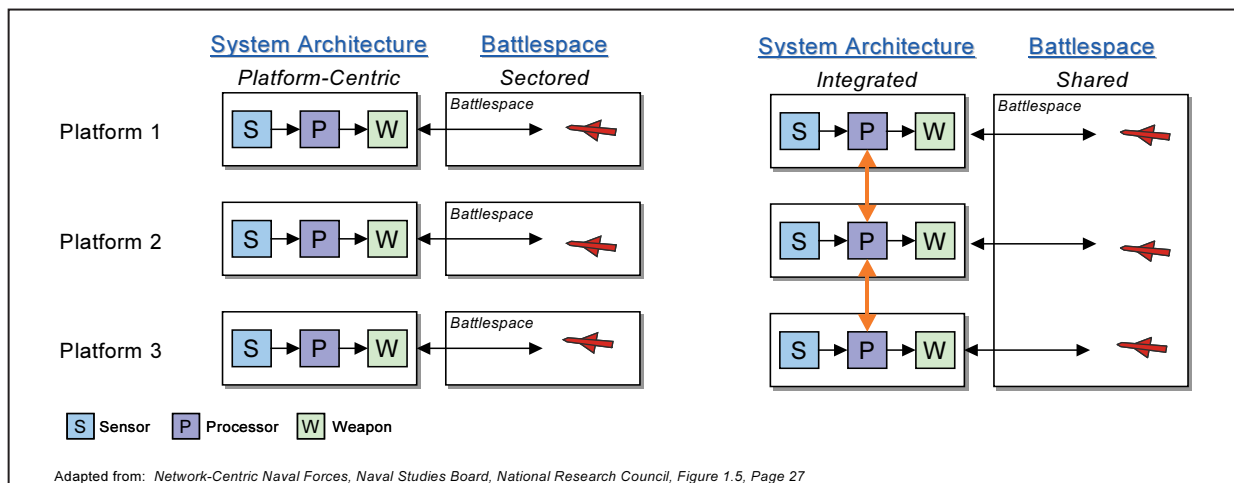 System Architecture Battlespace System Architecture Battlespace
Platform-Centric Sectored Integrated Shared
Platform 1 S P W Battlespace S P W Battlespace
Platform 2 S P W Battlespace S P W
Platform 3 S P W Battlespace S P W
S Sensor P Processor W Weapon
Adapted from: Network-Centric Naval Forces, Naval Studies Board, National Research Council, Figure 1.5, Page 27